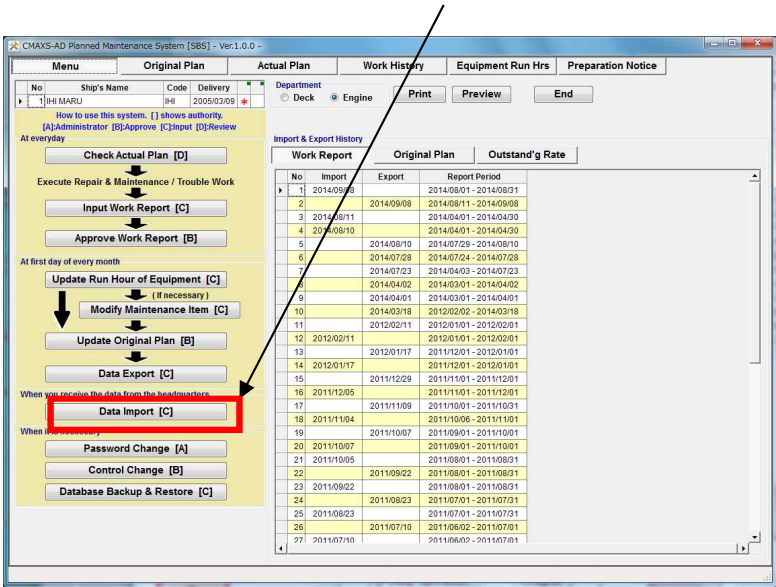 CMAXS-AD Planned Maintenance System [SBS] - Ver.1.0.0 -
Menu Original Plan Actual Plan Work History Equipment Run Hrs Preparation Notice
No Ship's Name Code Delivery
1 IHI MARU IHI 2005/03/09 *
How to use this system. [ ] shows authority.
[A]:Administrator [B]:Approve [C]:Input [D]:Review
At everyday
Check Actual Plan [D]
Execute Repair & Maintenance / Trouble Work
Input Work Report [C]
Approve Work Report [B]
At first day of every month
Update Run Hour of Equipment [C]
( If necessary )
Modify Maintenance Item [C]
Update Original Plan [B]
Data Export [C]
When you receive the data from the headquarters
Data Import [C]
When it is necessary
Password Change [A]
Control Change [B]
Database Backup & Restore [C]
Department
Deck Engine Print Preview End
Import & Export History
Work Report Original Plan Outstand'g Rate
No Import Export Report Period
1 2014/09/08 2014/08/01 - 2014/08/31
2 2014/09/08 2014/08/11 - 2014/09/08
3 2014/08/11 2014/04/01 - 2014/04/30
4 2014/08/10 2014/04/01 - 2014/04/30
5 2014/08/10 2014/07/29 - 2014/08/10
6 2014/07/28 2014/07/24 - 2014/07/28
7 2014/07/23 2014/04/03 - 2014/07/23
8 2014/04/02 2014/03/01 - 2014/04/02
9 2014/04/01 2014/03/01 - 2014/04/01
10 2014/03/18 2012/02/02 - 2014/03/18
11 2012/02/11 2012/01/01 - 2012/02/01
12 2012/02/11 2012/01/01 - 2012/02/01
13 2012/01/17 2011/12/01 - 2012/01/01
14 2012/01/17 2011/12/01 - 2012/01/01
15 2011/12/29 2011/11/01 - 2011/12/01
16 2011/12/05 2011/11/01 - 2011/12/01
17 2011/11/09 2011/10/01 - 2011/10/31
18 2011/11/04 2011/10/06 - 2011/11/01
19 2011/10/07 2011/09/01 - 2011/10/01
20 2011/10/07 2011/09/01 - 2011/10/01
21 2011/10/05 2011/08/01 - 2011/08/31
22 2011/09/22 2011/08/01 - 2011/08/31
23 2011/09/22 2011/08/01 - 2011/08/31
24 2011/08/23 2011/07/01 - 2011/07/31
25 2011/08/23 2011/07/01 - 2011/07/31
26 2011/07/10 2011/06/02 - 2011/07/01
27 2011/07/10 2011/06/02 - 2011/07/01